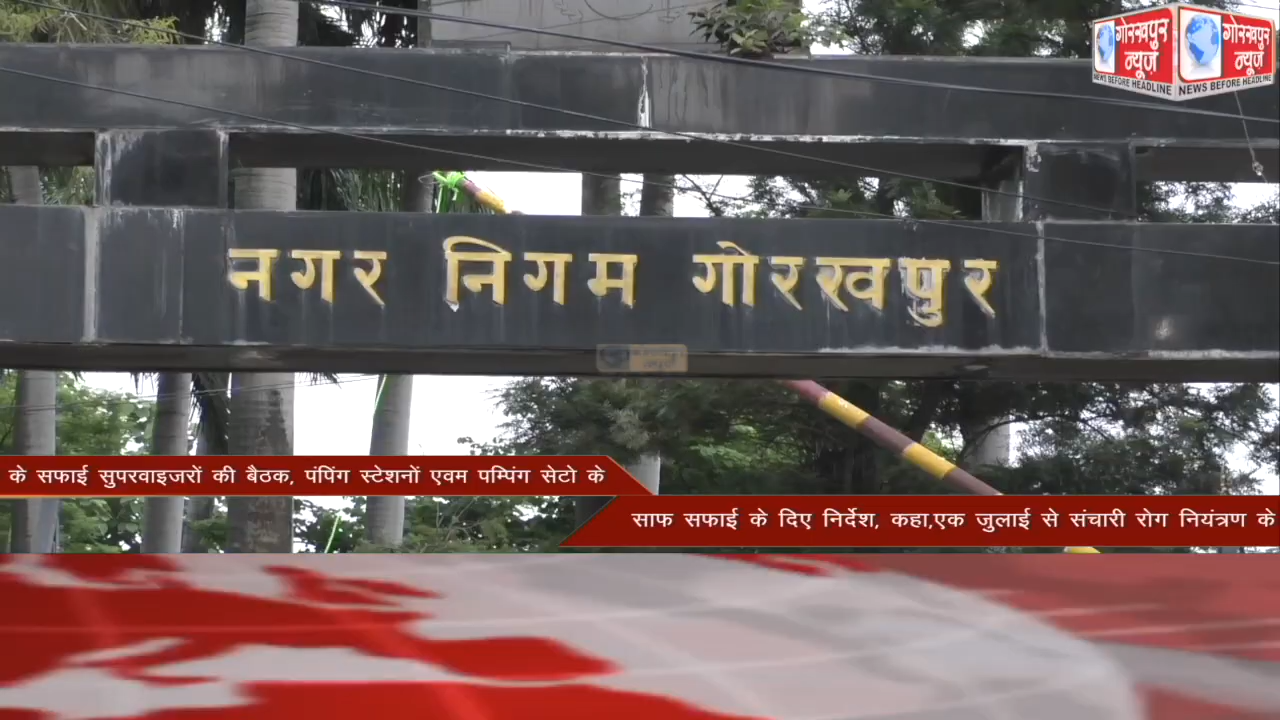 गोरखपुर
न्यूज़
NEWS BEFORE HEADLINE
गोरखपुर
न्यूज़
NEWS BEFORE HEADLINE
नगर निगम गोरखपुर
के सफाई सुपरवाइजरों की बैठक, पंपिंग स्टेशनों एवम पम्पिंग सेटो के
साफ सफाई के दिए निर्देश, कहा,एक जुलाई से संचारी रोग नियंत्रण के